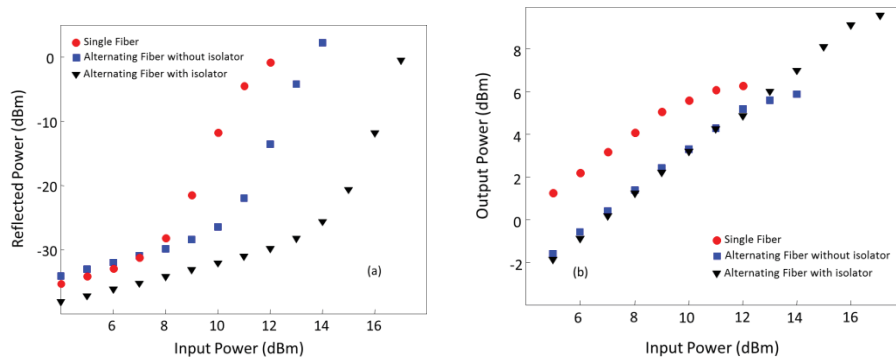 0
-10
-20
-30
Reflected Power (dBm)
Single Fiber
Alternating Fiber without isolator
Alternating Fiber with isolator
(a)
6 8 10 12 14 16
Input Power (dBm)
8
6
4
2
0
-2
Output Power (dBm)
Single Fiber
Alternating Fiber without isolator
Alternating Fiber with isolator
(b)
6 8 10 12 14 16
Input Power (dBm)